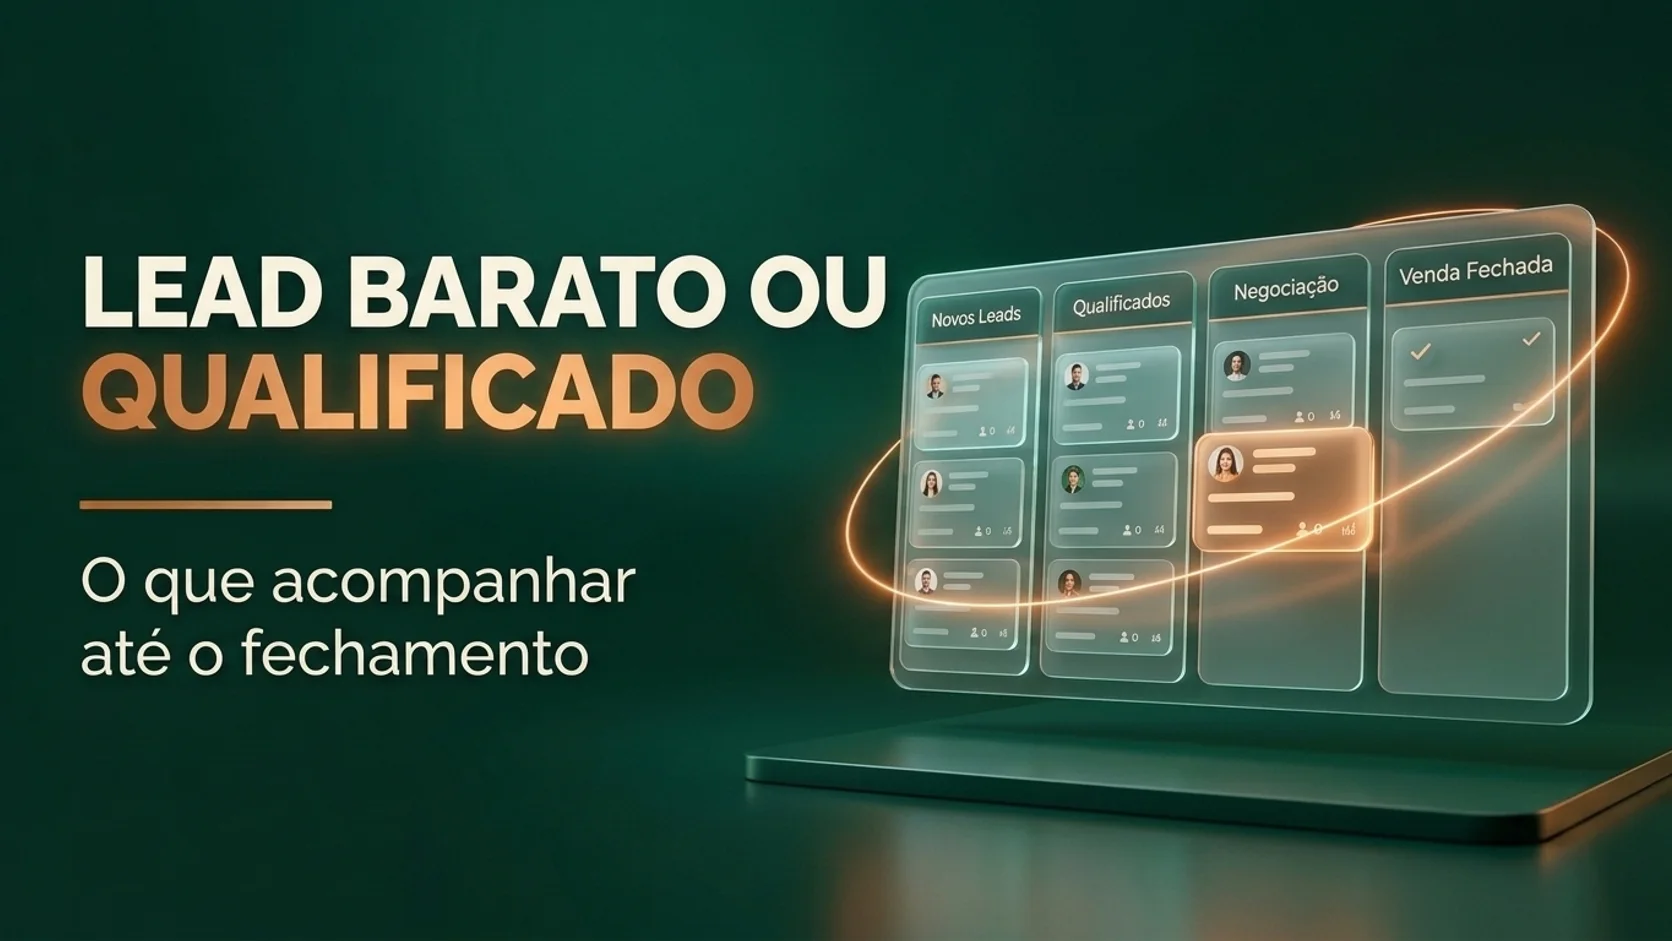 LEAD BARATO OU
QUALIFICADO
O que acompanhar
até o fechamento
Novos Leads
Qualificados
Negociação
Venda Fechada